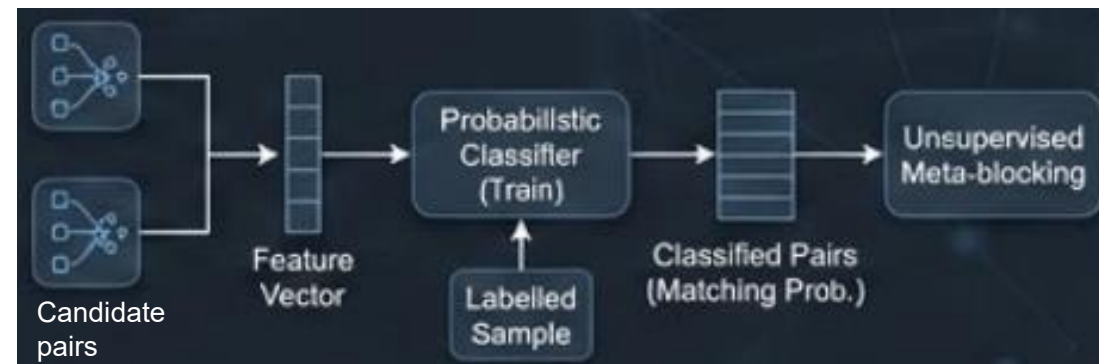 Candidate
pairs
Feature
Vector
Probabilistic
Classifier
(Train)
Labelled
Sample
Classified Pairs
(Matching Prob.)
Unsupervised
Meta-blocking